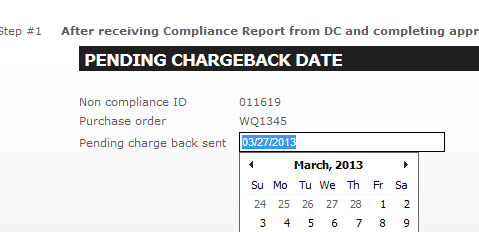 Step #1 After receiving Compliance Report from DC and completing appr
PENDING CHARGEBACK DATE
Non compliance ID 011619
Purchase order WQ1345
Pending charge back sent 03/27/2013
March, 2013
Su Mo Tu We Th Fr Sa
24 25 26 27 28 1 2
3 4 5 6 7 8 9